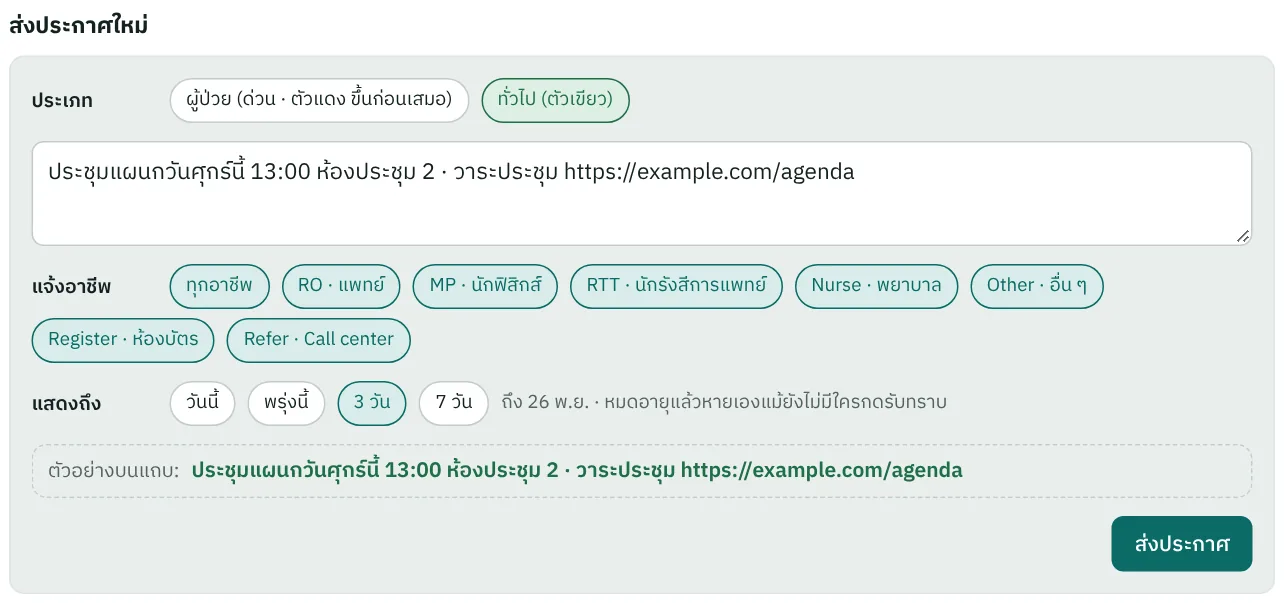 ส่งประกาศใหม่
ประเภท ผู้ป่วย (ด่วน · ตัวแดง ขึ้นก่อนเสมอ) ทั่วไป (ตัวเขียว)
ประชุมแผนกวันศุกร์นี้ 13:00 ห้องประชุม 2 · วาระประชุม https://example.com/agenda
แจ้งอาชีพ ทุกอาชีพ RO · แพทย์ MP · นักฟิสิกส์ RTT · นักรังสีการแพทย์ Nurse · พยาบาล Other · อื่น ๆ
Register · ห้องบัตร Refer · Call center
แสดงถึง วันนี้ พรุ่งนี้ 3 วัน 7 วัน ถึง 26 พ.ย. · หมดอายุแล้วหายเองแม้ยังไม่มีใครกดรับทราบ
ตัวอย่างบนแถบ: ประชุมแผนกวันศุกร์นี้ 13:00 ห้องประชุม 2 · วาระประชุม https://example.com/agenda
ส่งประกาศ